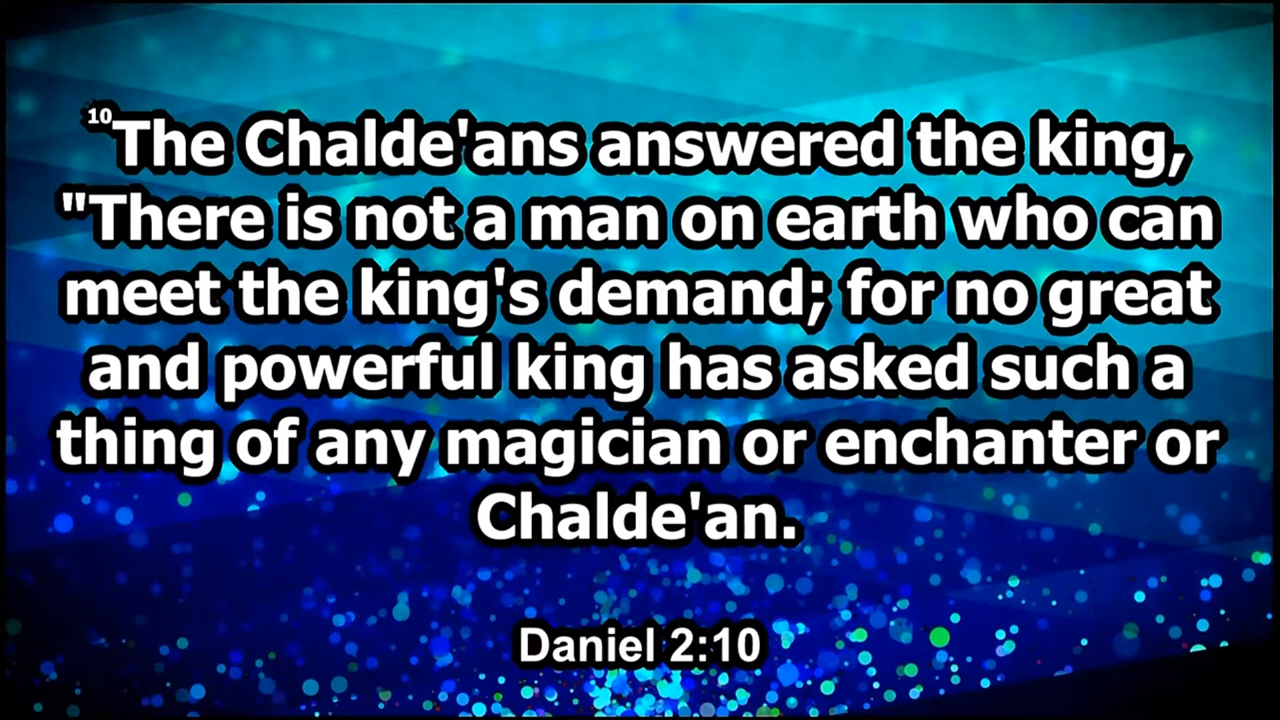 10The Chalde'ans answered the king,
"There is not a man on earth who can
meet the king's demand; for no great
and powerful king has asked such a
thing of any magician or enchanter or
Chalde'an.
Daniel 2:10